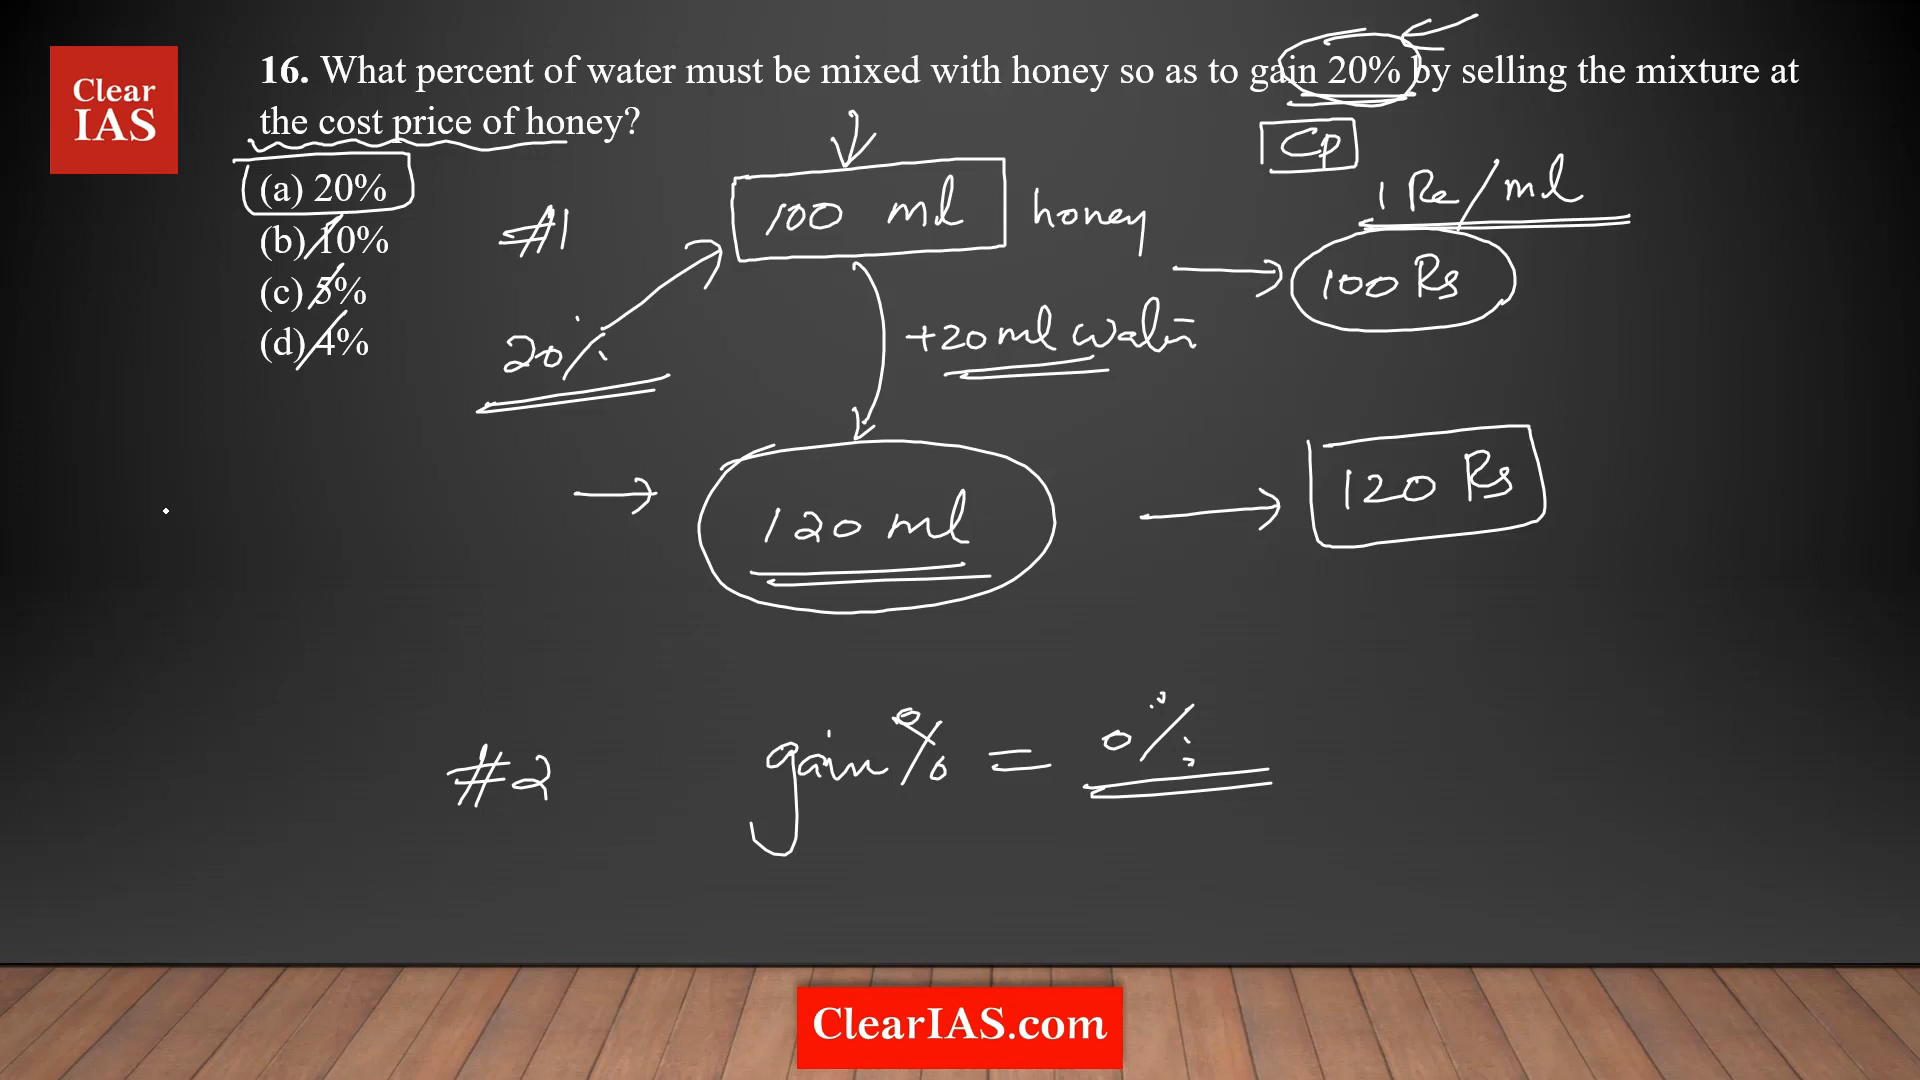 Clear
IAS
16. What percent of water must be mixed with honey so as to gain 20% by selling the mixture at
the cost price of honey?
(a) 20%
(b) 10%
(c) 5%
(d) 4%
Cp
1 Re/ml
#1
100 ml honey
100 Rs
20%
+20ml water
120 ml
120 Rs
#2
gain% = 0%
ClearIAS.com